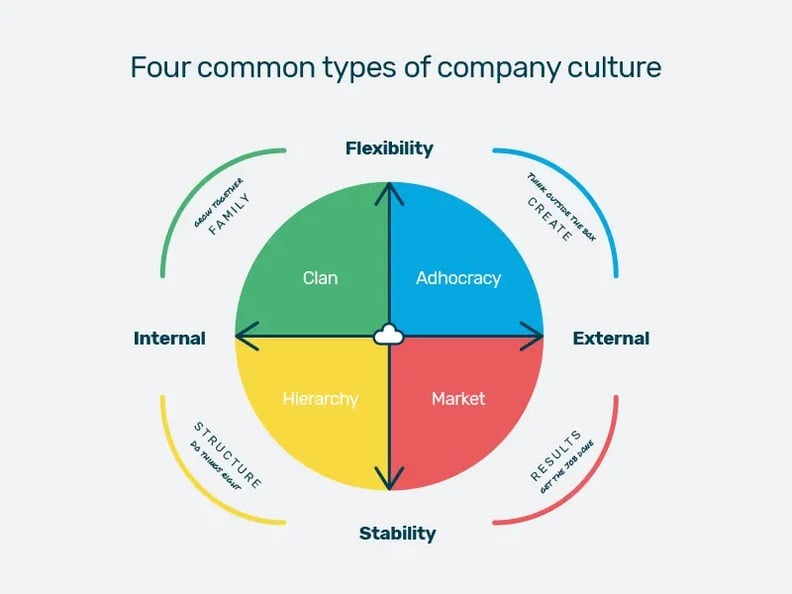 Four common types of company culture
Flexibility
GROW TOGETHER
FAMILY
THINK OUTSIDE THE BOX
CREATE
Clan
Adhocracy
Internal
External
Hierarchy
Market
STRUCTURE
DO THINGS RIGHT
RESULTS
GET THE JOB DONE
Stability